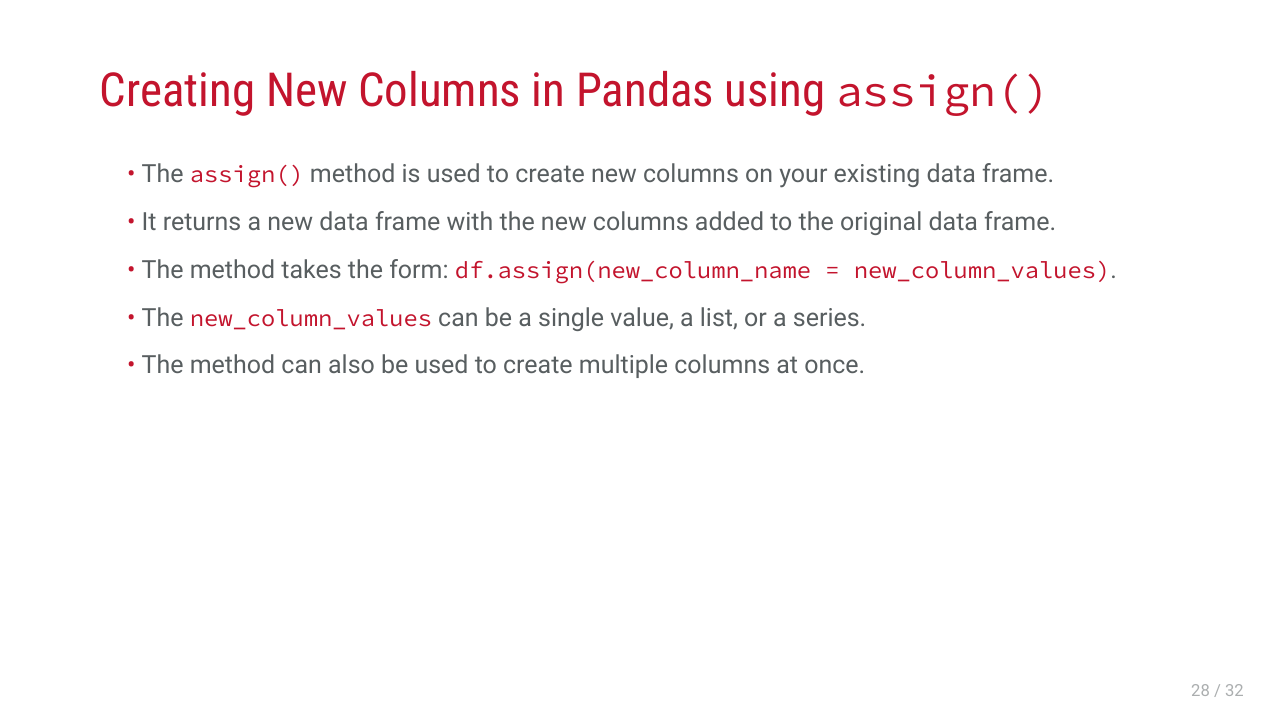 Creating New Columns in Pandas using assign()
• The assign() method is used to create new columns on your existing data frame.
• It returns a new data frame with the new columns added to the original data frame.
• The method takes the form: df.assign(new_column_name = new_column_values).
• The new_column_values can be a single value, a list, or a series.
• The method can also be used to create multiple columns at once.
28 / 32